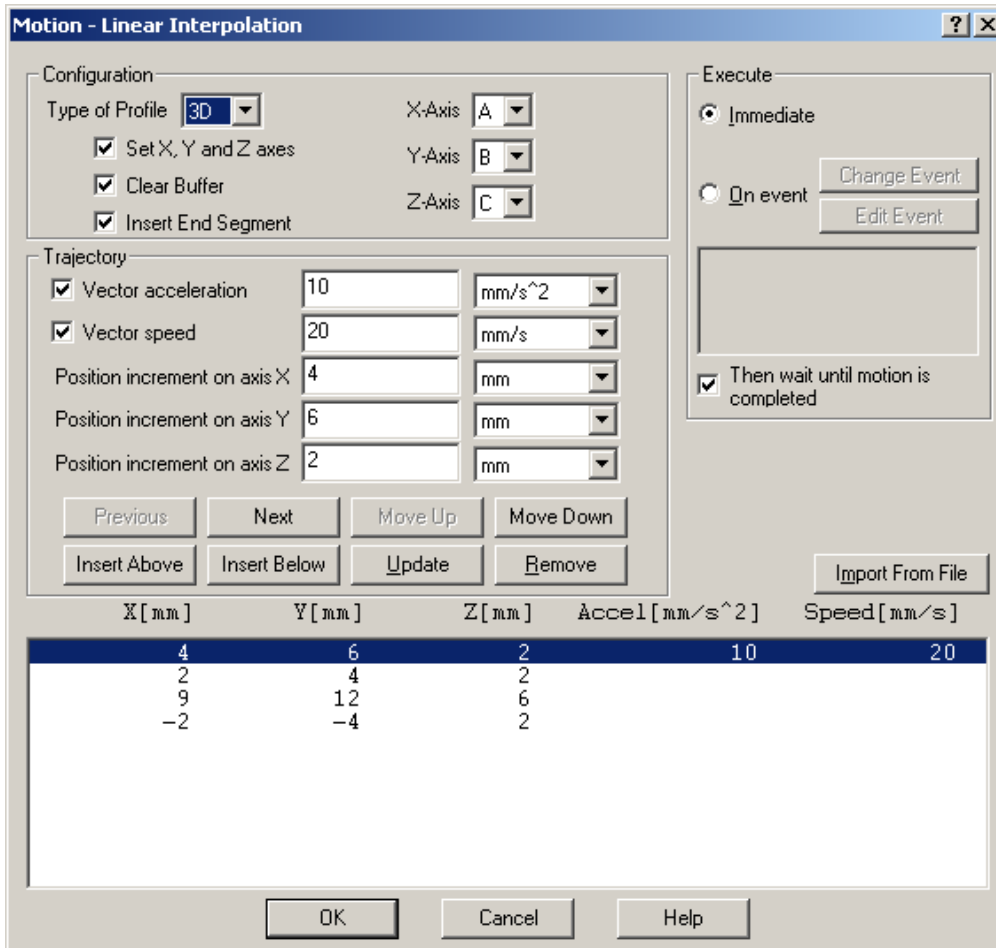 Motion - Linear Interpolation
Configuration
Type of Profile 3D
Set X, Y and Z axes
Clear Buffer
Insert End Segment
X-Axis A
Y-Axis B
Z-Axis C
Execute
Immediate
On event
Change Event
Edit Event
Then wait until motion is
completed
Trajectory
Vector acceleration 10 mm/s^2
Vector speed 20 mm/s
Position increment on axis X 4 mm
Position increment on axis Y 6 mm
Position increment on axis Z 2 mm
Previous Next Move Up Move Down
Insert Above Insert Below Update Remove
Import From File
X[mm] Y[mm] Z[mm] Accel[mm/s^2] Speed[mm/s]
4 6 2 10 20
2 4 2
9 12 6
-2 -4 2
OK Cancel Help